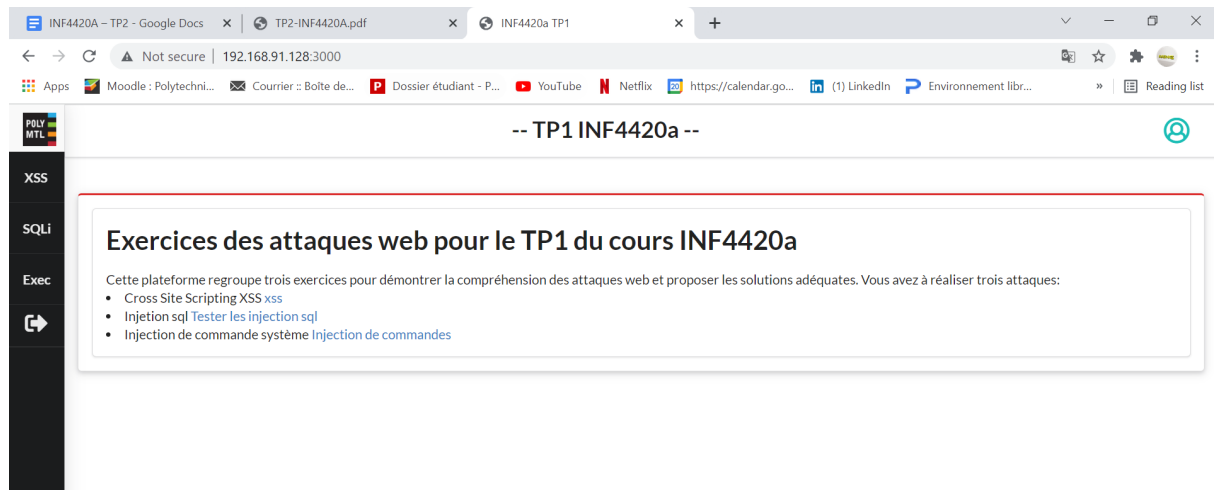 INF4420A – TP2 - Google Docs
TP2-INF4420A.pdf
INF4420a TP1
Not secure
192.168.91.128:3000
Apps
Moodle : Polytechni...
Courrier :: Boîte de...
Dossier étudiant - P...
YouTube
Netflix
https://calendar.go...
(1) LinkedIn
Environnement libr...
»
Reading list
POLY
MTL
-- TP1 INF4420a --
XSS
SQLi
Exec
Exercices des attaques web pour le TP1 du cours INF4420a
Cette plateforme regroupe trois exercices pour démontrer la compréhension des attaques web et proposer les solutions adéquates. Vous avez à réaliser trois attaques:
• Cross Site Scripting XSS xss
• Injetion sql Tester les injection sql
• Injection de commande système Injection de commandes